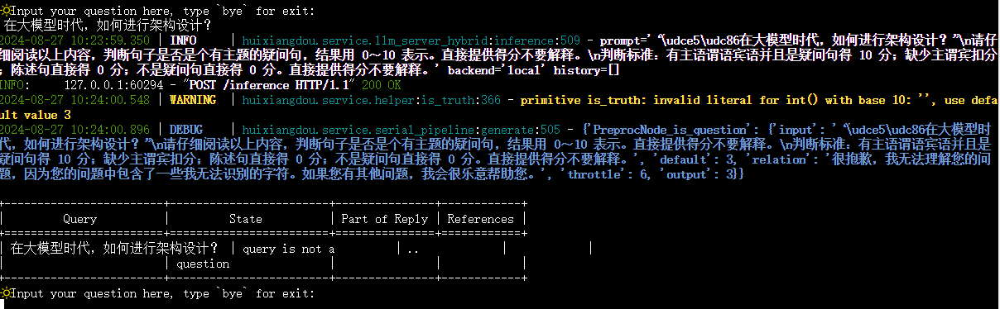 🔆Input your question here, type `bye` for exit:
在大模型时代，如何进行架构设计？
2024-08-27 10:23:59.350 | INFO     | huixiangdou.service.llm_server_hybrid:inference:509 - prompt=' “\udce5\udc86在大模型时代，如何进行架构设计？”\n请仔
细阅读以上内容，判断句子是否是个有主题的疑问句，结果用 0～10 表示。直接提供得分不要解释。\n判断标准：有主语谓语宾语并且是疑问句得 10 分；缺少主谓宾扣分
；陈述句直接得 0 分；不是疑问句直接得 0 分。直接提供得分不要解释。' backend='local' history=[]
INFO:     127.0.0.1:60294 - "POST /inference HTTP/1.1" 200 OK
2024-08-27 10:24:00.548 | WARNING  | huixiangdou.service.helper:is_truth:366 - primitive is_truth: invalid literal for int() with base 10: '', use defa
ult value 3
2024-08-27 10:24:00.896 | DEBUG    | huixiangdou.service.serial_pipeline:generate:505 - {'PreprocNode_is_question': {'input': ' “\udce5\udc86在大模型时
代，如何进行架构设计？”\n请仔细阅读以上内容，判断句子是否是个有主题的疑问句，结果用 0～10 表示。直接提供得分不要解释。\n判断标准：有主语谓语宾语并且是
疑问句得 10 分；缺少主谓宾扣分；陈述句直接得 0 分；不是疑问句直接得 0 分。直接提供得分不要解释。', 'default': 3, 'relation': '很抱歉，我无法理解您的问
题，因为您的问题中包含了一些我无法识别的字符。如果您有其他问题，我会很乐意帮助您。', 'throttle': 6, 'output': 3}}
+--------------------------+-------------------------+---------------+------------+
| Query | State | Part of Reply | References |
+==========================+=========================+===============+============+
| 在大模型时代，如何进行架构设计？ | query is not a | .. | |
| | question | | |
+--------------------------+-------------------------+---------------+------------+
🔆Input your question here, type `bye` for exit: